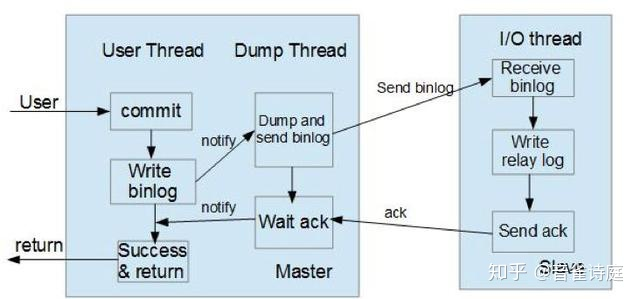 User Thread
Dump Thread
I/O thread
User
commit
notify
Dump and
send binlog
Send binlog
Receive
binlog
Write
binlog
Write
relay log
notify
Wait ack
ack
Send ack
return
Success
& return
Master
Slave
知乎 @昔雀诗庭